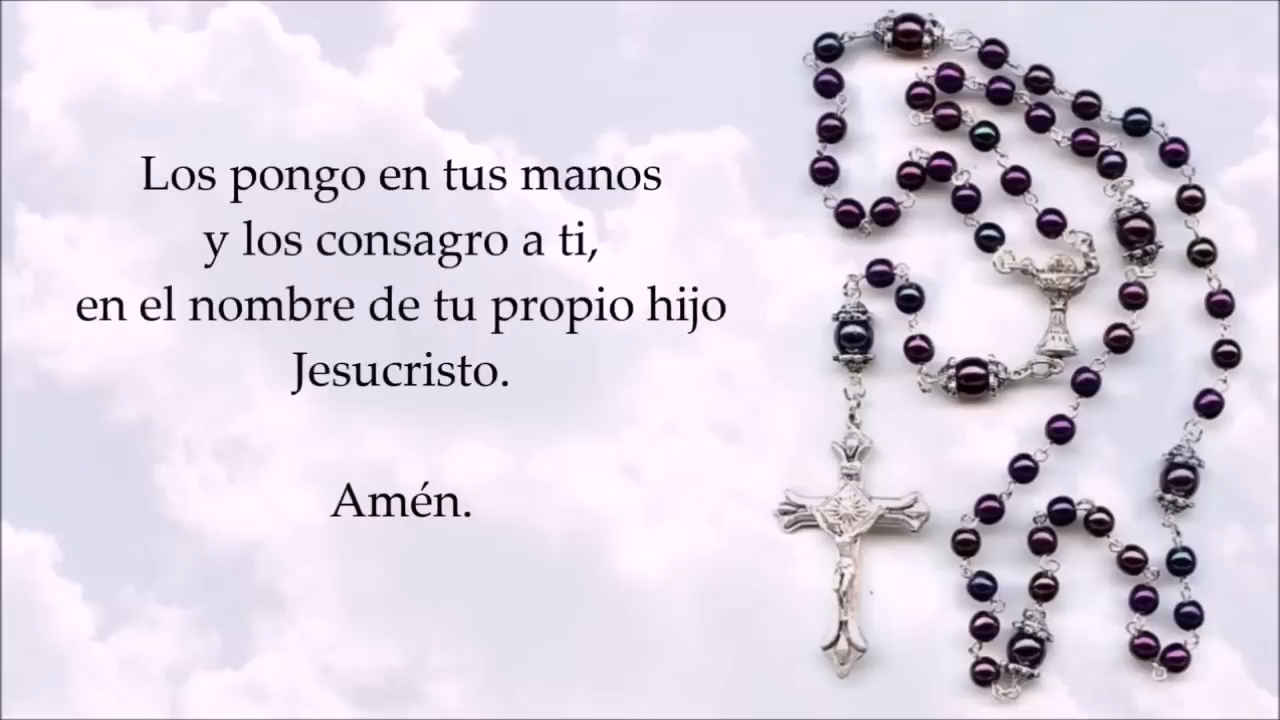 Los pongo en tus manos
y los consagro a ti,
en el nombre de tu propio hijo
Jesucristo.
Amén.